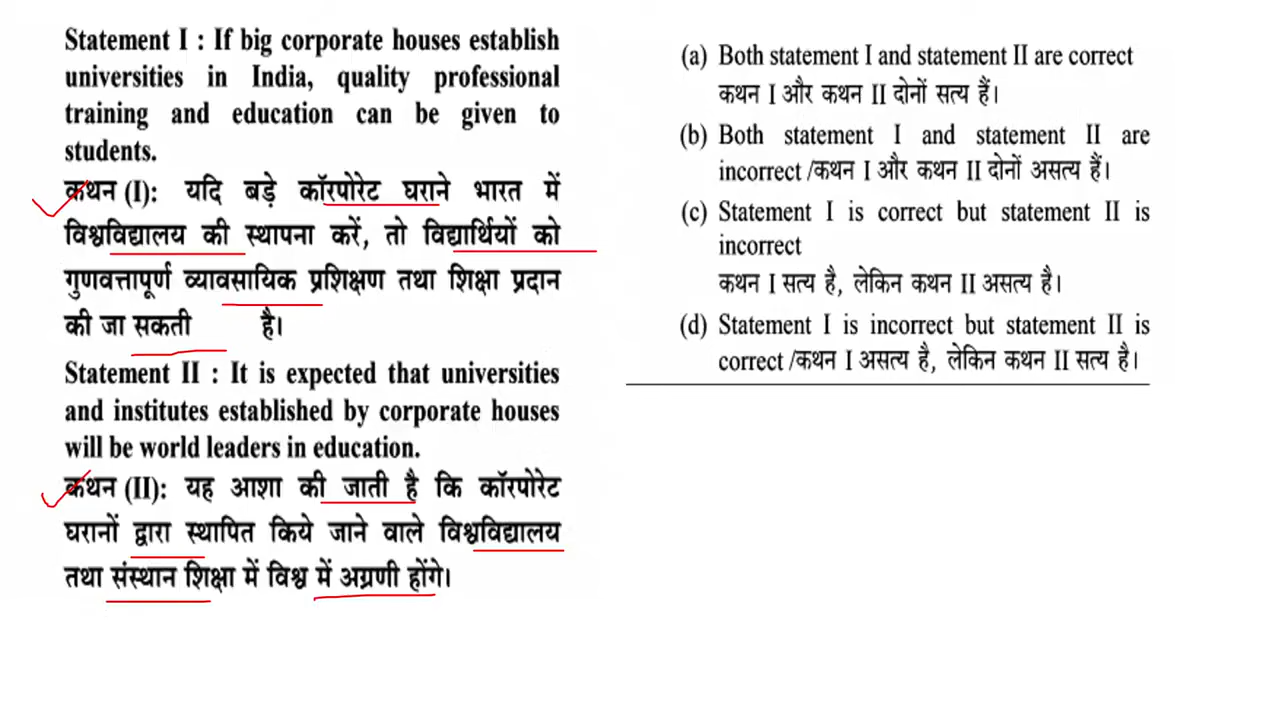 Statement I : If big corporate houses establish
universities in India, quality professional
training and education can be given to
students.
कथन (I): यदि बड़े कॉरपोरेट घराने भारत में
विश्वविद्यालय की स्थापना करें, तो विद्यार्थियों को
गुणवत्तापूर्ण व्यावसायिक प्रशिक्षण तथा शिक्षा प्रदान
की जा सकती है।
Statement II : It is expected that universities
and institutes established by corporate houses
will be world leaders in education.
कथन (II): यह आशा की जाती है कि कॉरपोरेट
घरानों द्वारा स्थापित किये जाने वाले विश्वविद्यालय
तथा संस्थान शिक्षा में विश्व में अग्रणी होंगे।
(a) Both statement I and statement II are correct
कथन I और कथन II दोनों सत्य हैं।
(b) Both statement I and statement II are
incorrect /कथन I और कथन II दोनों असत्य हैं।
(c) Statement I is correct but statement II is
incorrect
कथन I सत्य है, लेकिन कथन II असत्य है।
(d) Statement I is incorrect but statement II is
correct /कथन I असत्य है, लेकिन कथन II सत्य है।